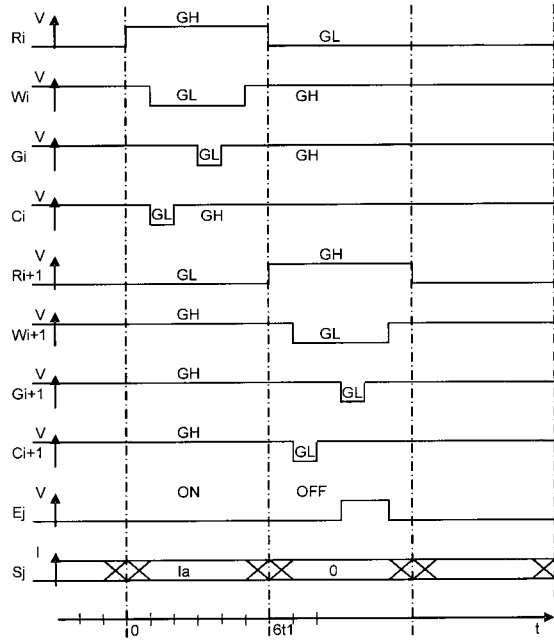 V GH
Ri GL
V
Wi GL GH
V
Gi GL GH
V
Ci GL GH
V GH
Ri+1 GL
V GH
Wi+1 GL
V GH
Gi+1 GL
V GH
Ci+1 GL
V ON OFF
Ej
I
Sj Ia 0
0 6t1 t